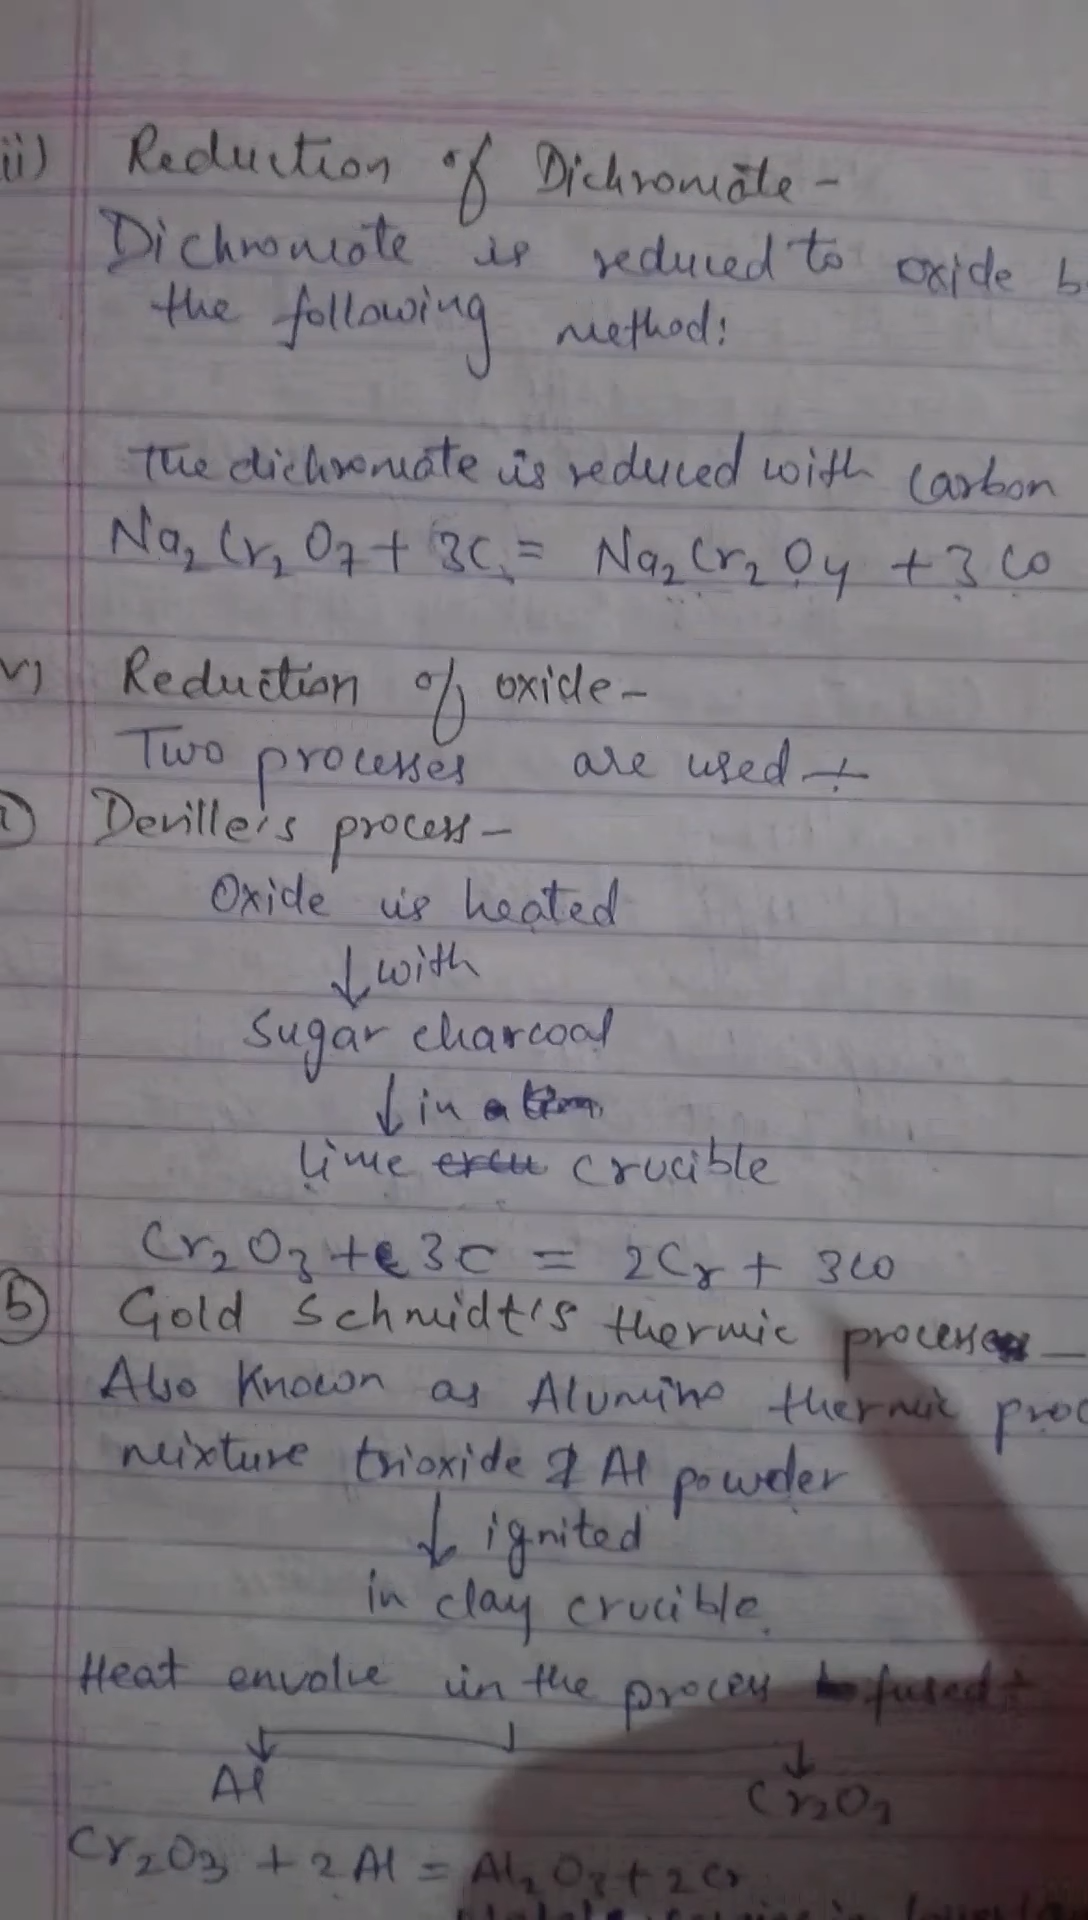 ii) Reduction of Dichromate -
Dichromate is reduced to oxide b
the following method:
The dichromate is reduced with carbon
Na₂Cr₂O₇ + 3C = Na₂Cr₂O₄ + 3CO
v) Reduction of oxide -
Two processes are used -
Deville's process -
Oxide is heated
↓ with
Sugar charcoal
↓ in a
lime crucible
Cr₂O₃ + 3C = 2Cr + 3CO
b) Gold Schmidt's thermic process -
Also Known as Alumino thermic proc
mixture trioxide & Al powder
↓ ignited
in clay crucible.
Heat envolve in the process fused
Al Cr₂O₃
Cr₂O₃ + 2Al = Al₂O₃ + 2Cr